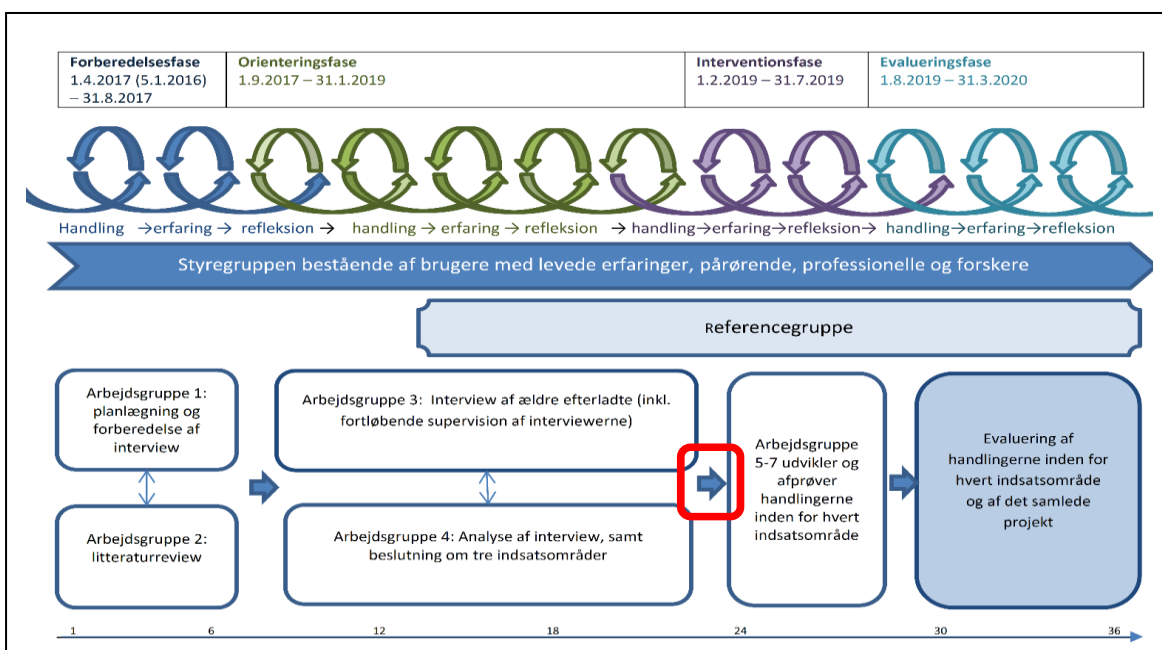 Forberedelsesfase
1.4.2017 (5.1.2016)
– 31.8.2017
Orienteringsfase
1.9.2017 – 31.1.2019
Interventionsfase
1.2.2019 – 31.7.2019
Evalueringsfase
1.8.2019 – 31.3.2020
Handling →erfaring → refleksion → handling → erfaring → refleksion → handling→erfaring→refleksion→ handling→erfaring→refleksion
Styregruppen bestående af brugere med levede erfaringer, pårørende, professionelle og forskere
Referencegruppe
Arbejdsgruppe 1:
planlægning og
forberedelse af
interview
Arbejdsgruppe 2:
litteraturreview
Arbejdsgruppe 3: Interview af ældre efterladte (inkl.
fortløbende supervision af interviewerne)
Arbejdsgruppe 4: Analyse af interview, samt
beslutning om tre indsatsområder
Arbejdsgruppe
5-7 udvikler og
afprøver
handlingerne
inden for hvert
indsatsområde
Evaluering af
handlingerne inden for
hvert indsatsområde
og af det samlede
projekt
1 6 12 18 24 30 36